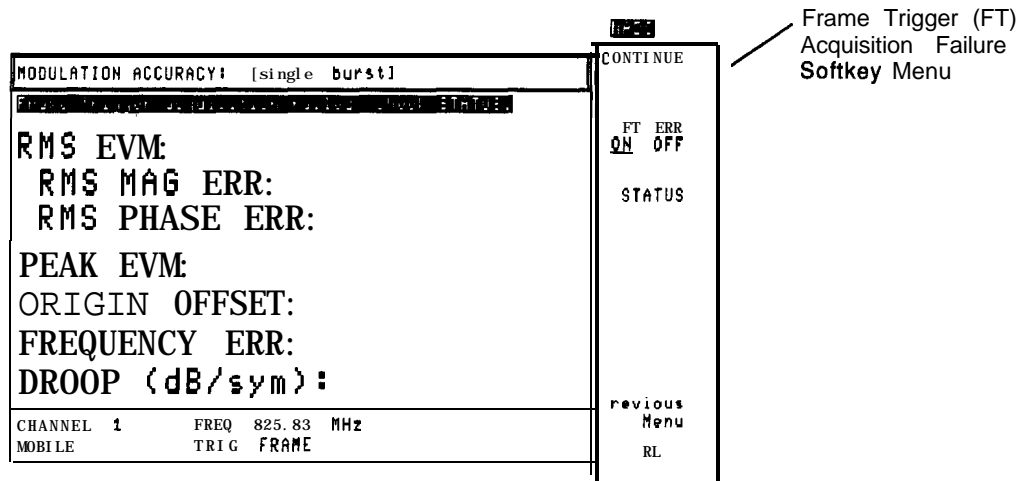 Frame Trigger (FT)
Acquisition Failure
Softkey Menu
MODULATION ACCURACY: [single burst]
RMS EVM:
RMS MAG ERR:
RMS PHASE ERR:
PEAK EVM:
ORIGIN OFFSET:
FREQUENCY ERR:
DROOP (dB/sym):
CHANNEL 1 FREQ 825.83 MHz
MOBILE TRIG FRAME
CONTINUE
FT ERR
ON OFF
STATUS
revious
Menu
RL